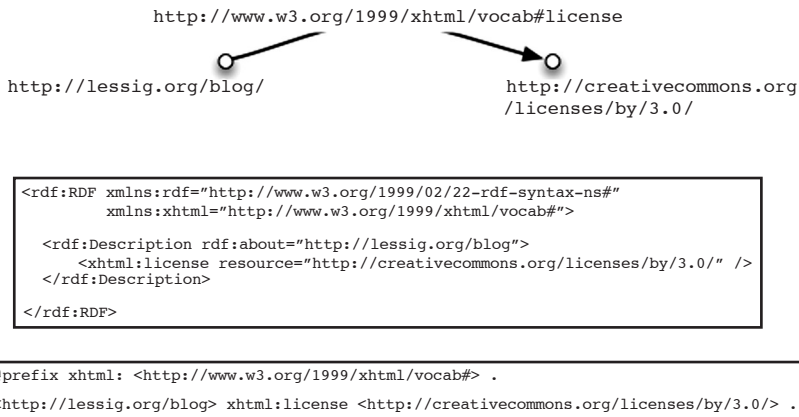 http://www.w3.org/1999/xhtml/vocab#license
http://lessig.org/blog/
http://creativecommons.org
/licenses/by/3.0/
<rdf:RDF xmlns:rdf="http://www.w3.org/1999/02/22-rdf-syntax-ns#"
xmlns:xhtml="http://www.w3.org/1999/xhtml/vocab#">
<rdf:Description rdf:about="http://lessig.org/blog">
<xhtml:license resource="http://creativecommons.org/licenses/by/3.0/" />
</rdf:Description>
</rdf:RDF>
prefix xhtml: <http://www.w3.org/1999/xhtml/vocab#> .
http://lessig.org/blog> xhtml:license <http://creativecommons.org/licenses/by/3.0/> .